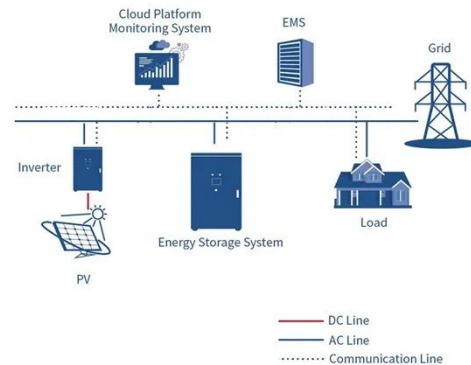 Cloud Platform
Monitoring System
EMS
Grid
Inverter
Energy Storage System
Load
PV
DC Line
AC Line
Communication Line